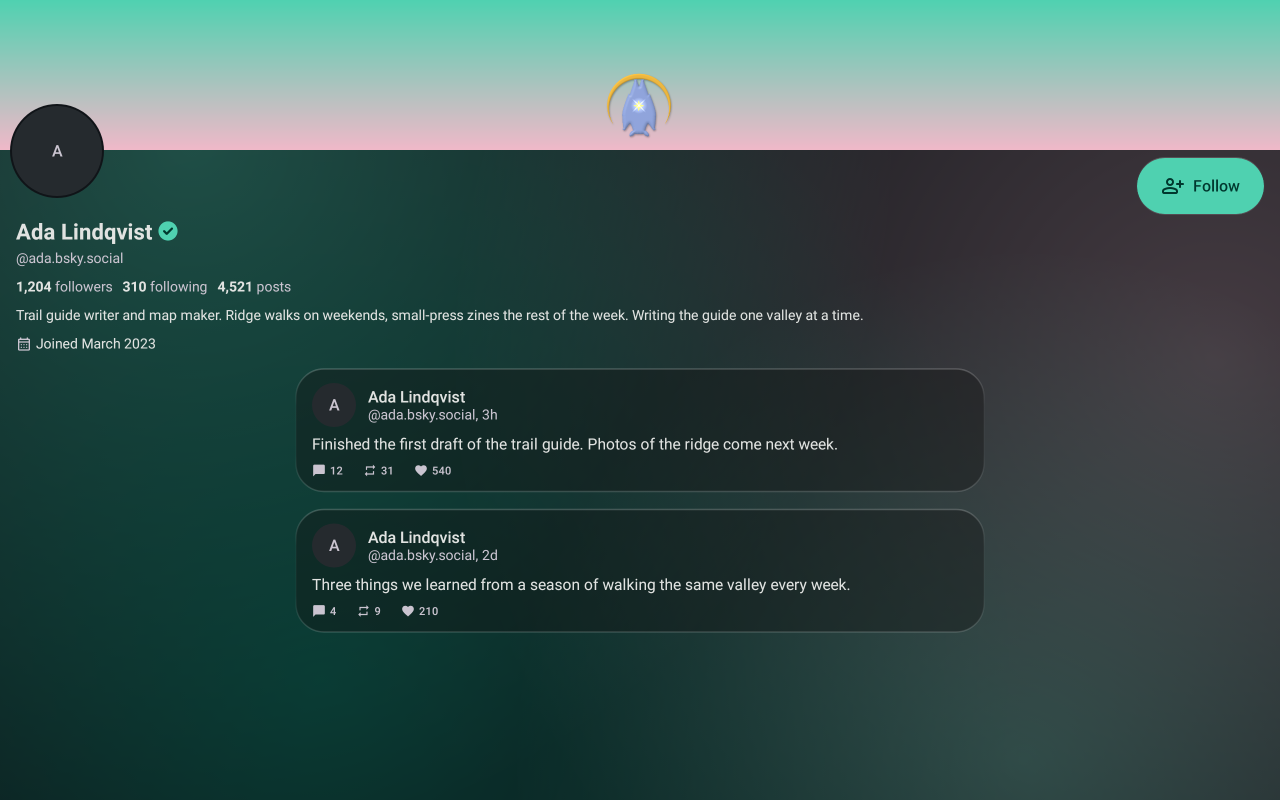 A
Follow
Ada Lindqvist
@ada.bsky.social
1,204 followers 310 following 4,521 posts
Trail guide writer and map maker. Ridge walks on weekends, small-press zines the rest of the week. Writing the guide one valley at a time.
Joined March 2023
A
Ada Lindqvist
@ada.bsky.social, 3h
Finished the first draft of the trail guide. Photos of the ridge come next week.
12 31 540
A
Ada Lindqvist
@ada.bsky.social, 2d
Three things we learned from a season of walking the same valley every week.
4 9 210